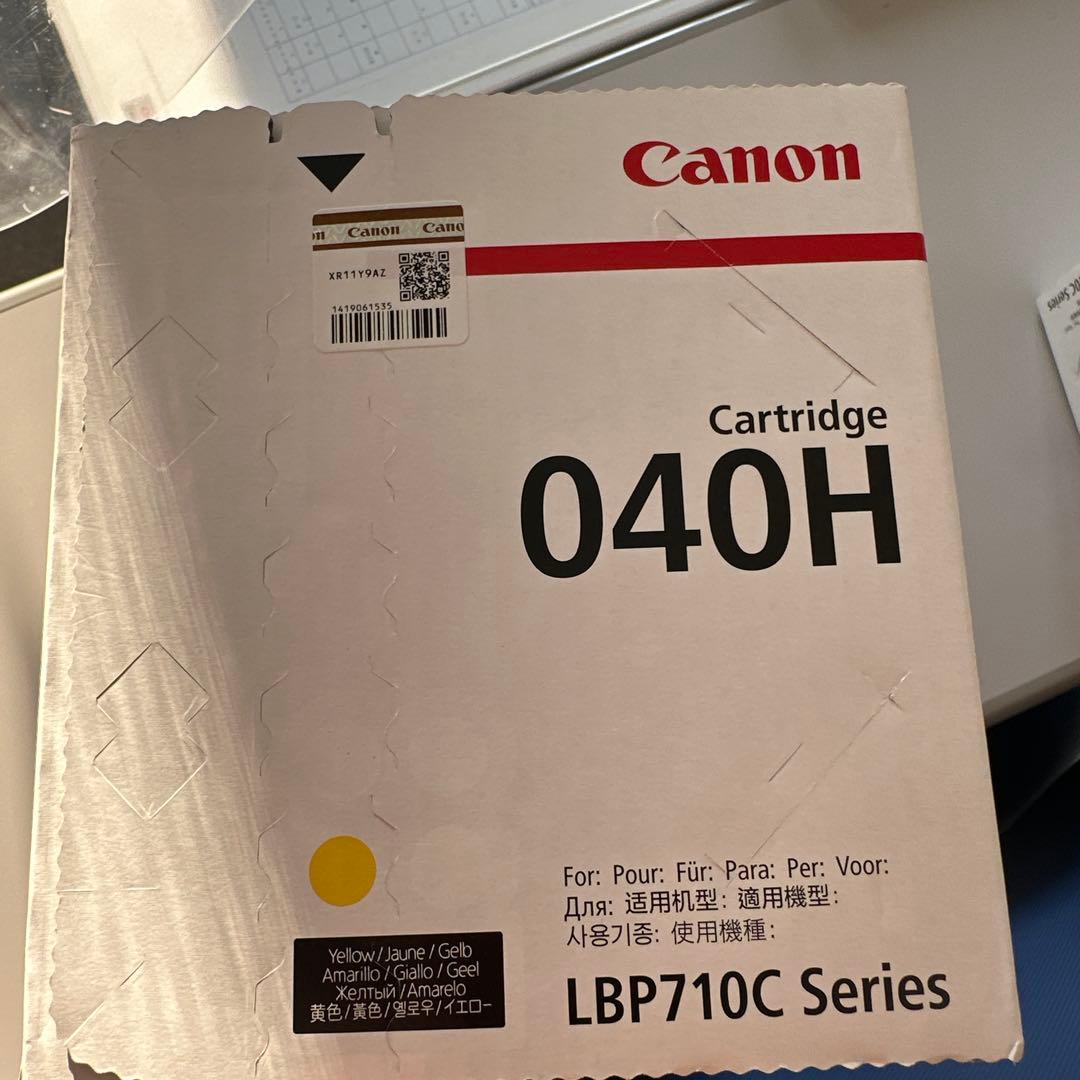 Canon
Canon Cano
XR11Y9AZ
1419061535
Cartridge
040H
For: Pour: Für: Para: Per: Voor:
Для: 适用机型: 適用機型:
사용기종: 使用機種:
LBP710C Series
Yellow/Jaune/Gelb
Amarillo/Giallo/Geel
Желтый/Amarelo
黄色/黃色/옐로우/イエロー